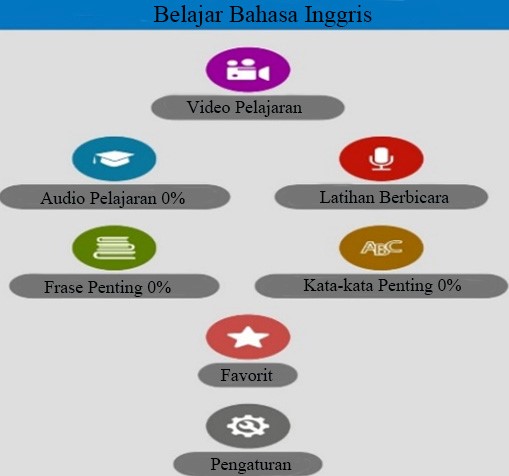 Belajar Bahasa Inggris
Video Pelajaran
Audio Pelajaran 0%
Latihan Berbicara
ABC
Frase Penting 0%
Kata-kata Penting 0%
Favorit
Pengaturan